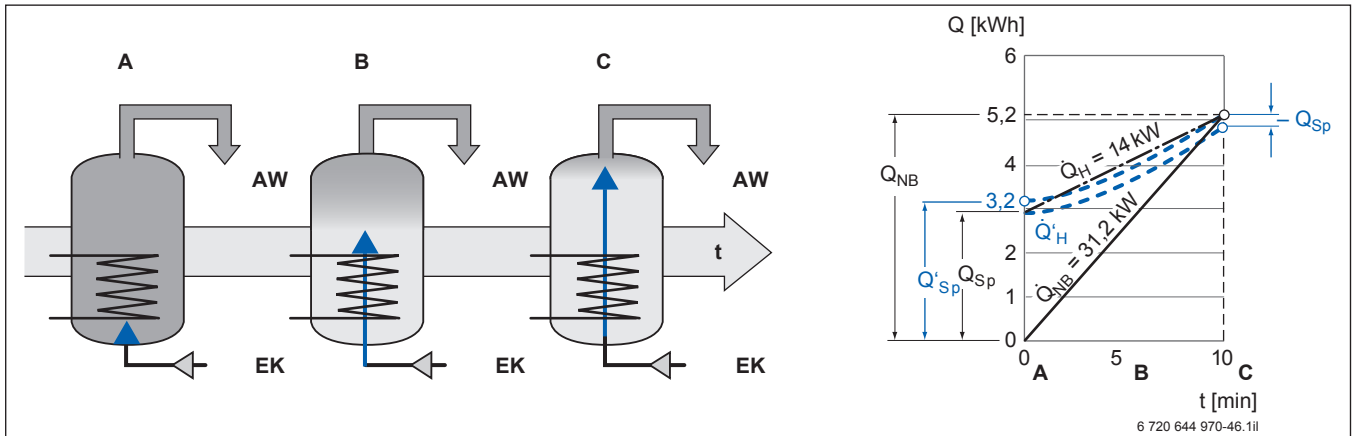 A
B
C
AW
AW
AW
t
EK
EK
EK
Q [kWh]
6
5,2
4
3,2
2
1
0
Q_NB
Q'_Sp
Q_Sp
Q̇_H = 14 kW
Q̇'_H
Q̇_NB = 31,2 kW
– Q_Sp
0 5 10
A B C
t [min]
6 720 644 970-46.1il